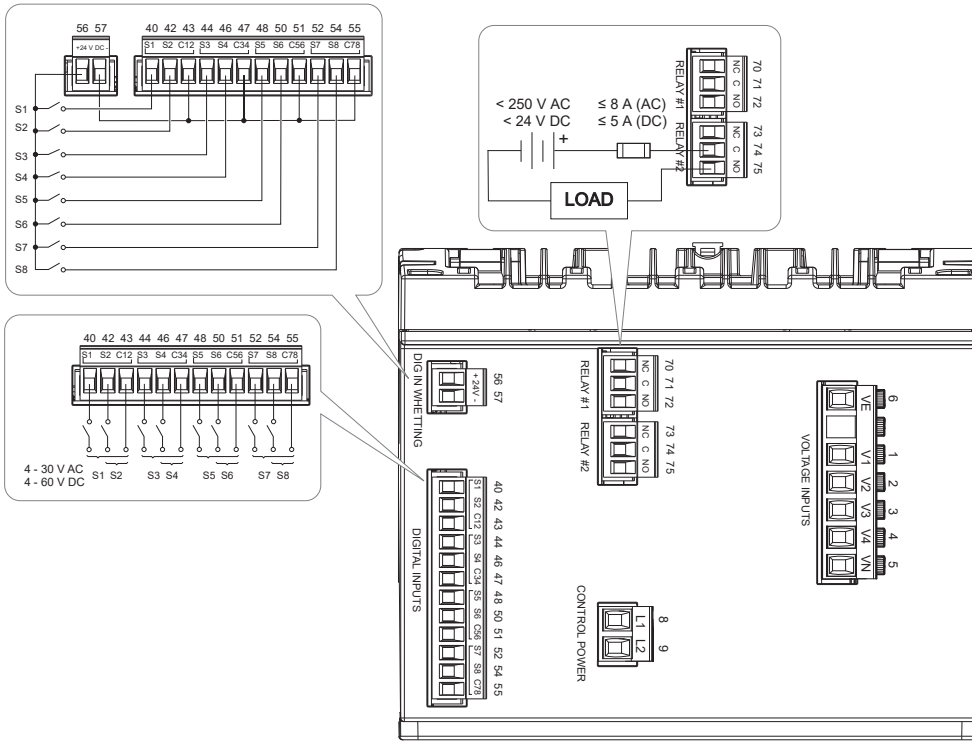 56 57
+24 V DC -
40 42 43 44 46 47 48 50 51 52 54 55
S1 S2 C12 S3 S4 C34 S5 S6 C56 S7 S8 C78
S1
S2
S3
S4
S5
S6
S7
S8
< 250 V AC
< 24 V DC
≤ 8 A (AC)
≤ 5 A (DC)
+
LOAD
RELAY #1
NC C NO
70 71 72
RELAY #2
NC C NO
73 74 75
40 42 43 44 46 47 48 50 51 52 54 55
S1 S2 C12 S3 S4 C34 S5 S6 C56 S7 S8 C78
4 - 30 V AC
4 - 60 V DC
S1 S2 S3 S4 S5 S6 S7 S8
DIG IN WHETTING
+ 24V -
56 57
RELAY #1
NC C NO
70 71 72
RELAY #2
NC C NO
73 74 75
DIGITAL INPUTS
S1 S2 C12 S3 S4 C34 S5 S6 C56 S7 S8 C78
40 42 43 44 46 47 48 50 51 52 54 55
CONTROL POWER
L1 L2
8 9
VOLTAGE INPUTS
VE V1 V2 V3 V4 VN
6 1 2 3 4 5